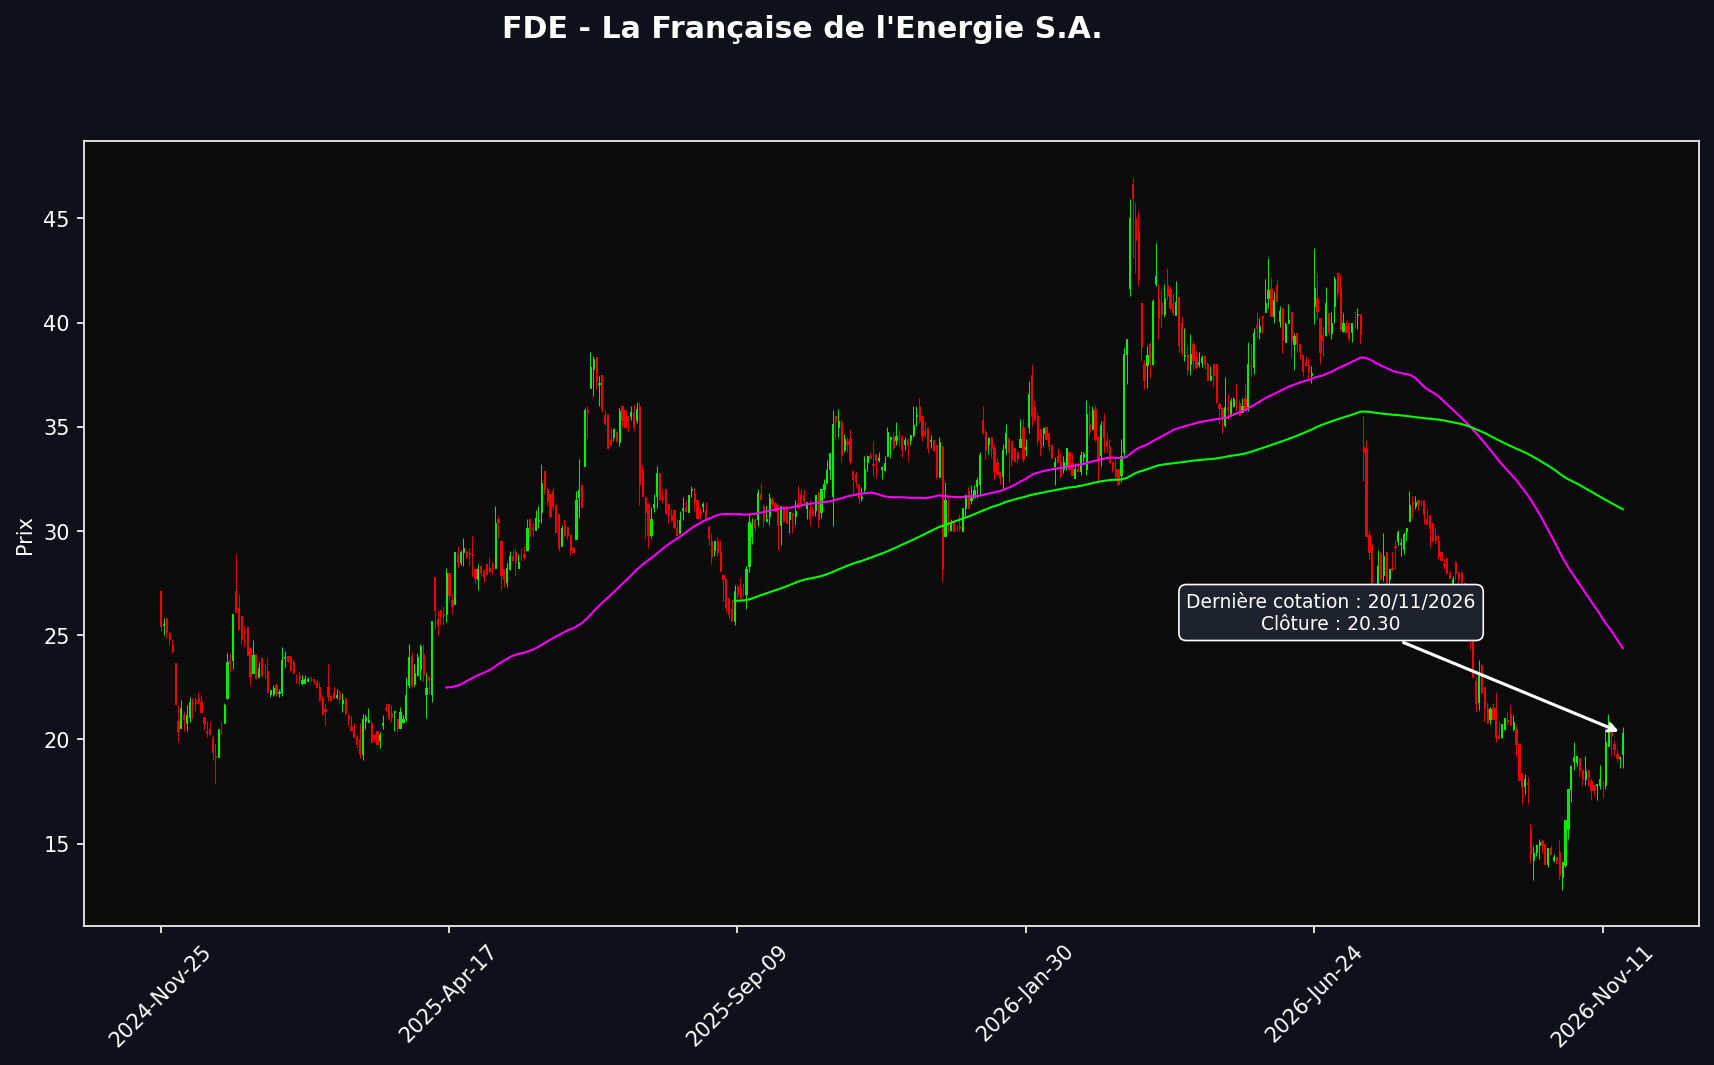 FDE - La Française de l'Energie S.A.
Prix
45
40
35
30
25
20
15
Dernière cotation : 20/11/2026
Clôture : 20.30
2024-Nov-25
2025-Apr-17
2025-Sep-09
2026-Jan-30
2026-Jun-24
2026-Nov-11